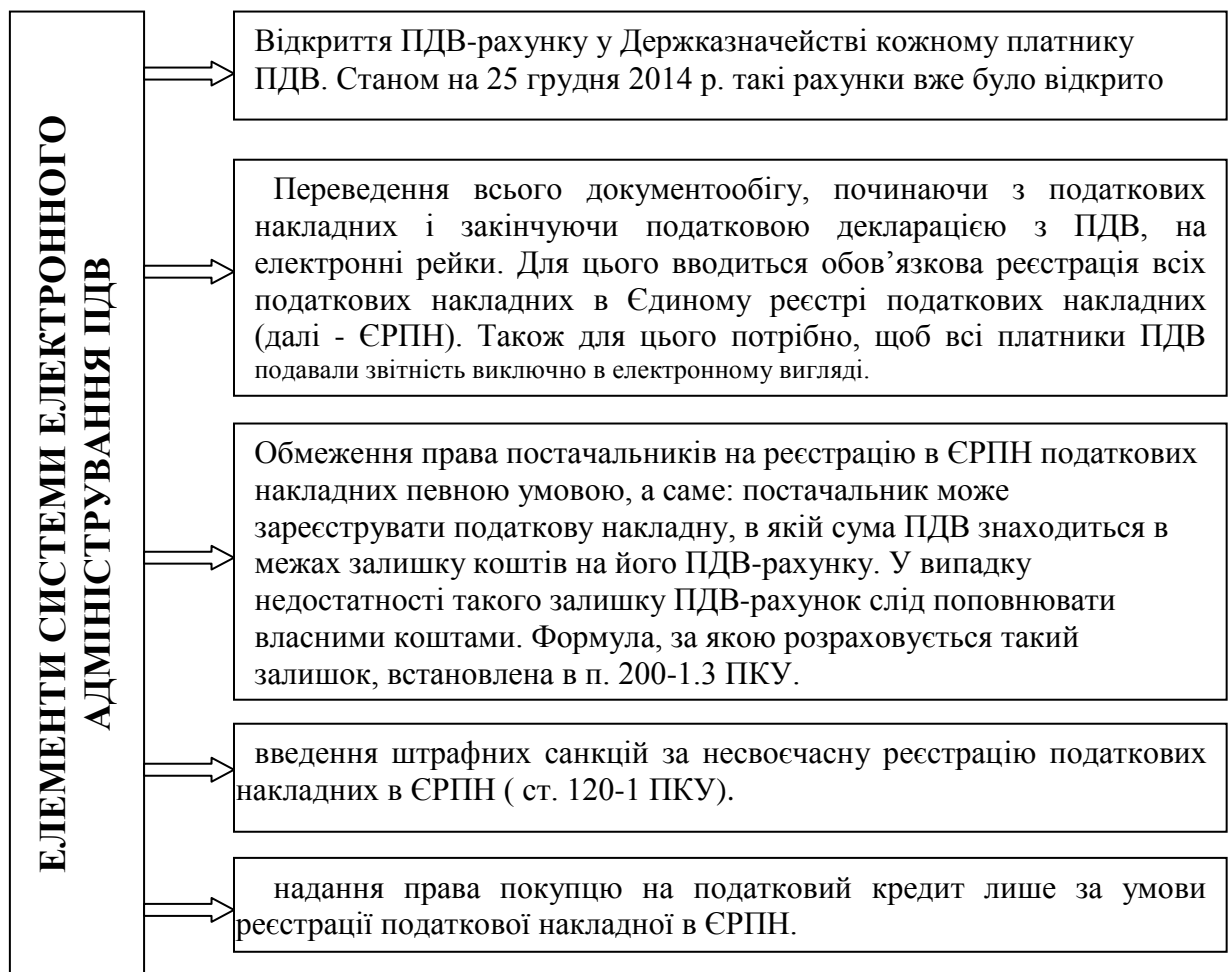 ЕЛЕМЕНТИ СИСТЕМИ ЕЛЕКТРОННОГО
АДМІНІСТРУВАННЯ ПДВ
Відкриття ПДВ-рахунку у Держказначействі кожному платнику
ПДВ. Станом на 25 грудня 2014 р. такі рахунки вже було відкрито
Переведення всього документообігу, починаючи з податкових
накладних і закінчуючи податковою декларацією з ПДВ, на
електронні рейки. Для цього вводиться обов’язкова реєстрація всіх
податкових накладних в Єдиному реєстрі податкових накладних
(далі - ЄРПН). Також для цього потрібно, щоб всі платники ПДВ
подавали звітність виключно в електронному вигляді.
Обмеження права постачальників на реєстрацію в ЄРПН податкових
накладних певною умовою, а саме: постачальник може
зареєструвати податкову накладну, в якій сума ПДВ знаходиться в
межах залишку коштів на його ПДВ-рахунку. У випадку
недостатності такого залишку ПДВ-рахунок слід поповнювати
власними коштами. Формула, за якою розраховується такий
залишок, встановлена в п. 200-1.3 ПКУ.
введення штрафних санкцій за несвоєчасну реєстрацію податкових
накладних в ЄРПН ( ст. 120-1 ПКУ).
надання права покупцю на податковий кредит лише за умови
реєстрації податкової накладної в ЄРПН.